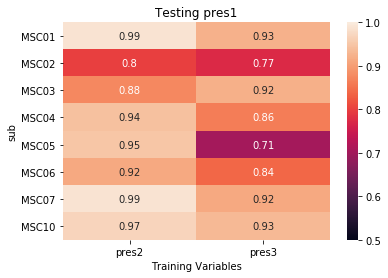 Testing pres1
sub
MSC01 0.99 0.93
MSC02 0.8 0.77
MSC03 0.88 0.92
MSC04 0.94 0.86
MSC05 0.95 0.71
MSC06 0.92 0.84
MSC07 0.99 0.92
MSC10 0.97 0.93
pres2 pres3
Training Variables
1.0
0.9
0.8
0.7
0.6
0.5